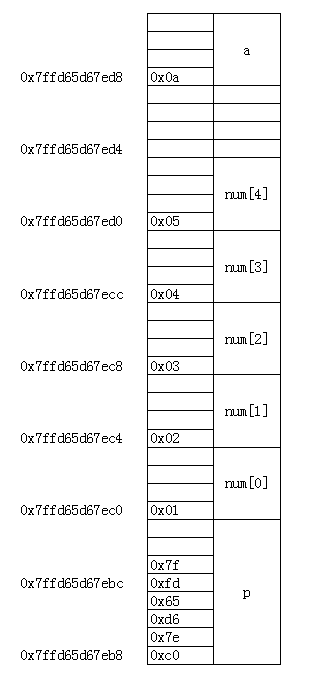 a
0x7ffd65d67ed8 0x0a
0x7ffd65d67ed4
num[4]
0x7ffd65d67ed0 0x05
num[3]
0x7ffd65d67ecc 0x04
num[2]
0x7ffd65d67ec8 0x03
num[1]
0x7ffd65d67ec4 0x02
num[0]
0x7ffd65d67ec0 0x01
0x7f
0x7ffd65d67ebc 0xfd
0x65 p
0xd6
0x7e
0x7ffd65d67eb8 0xc0